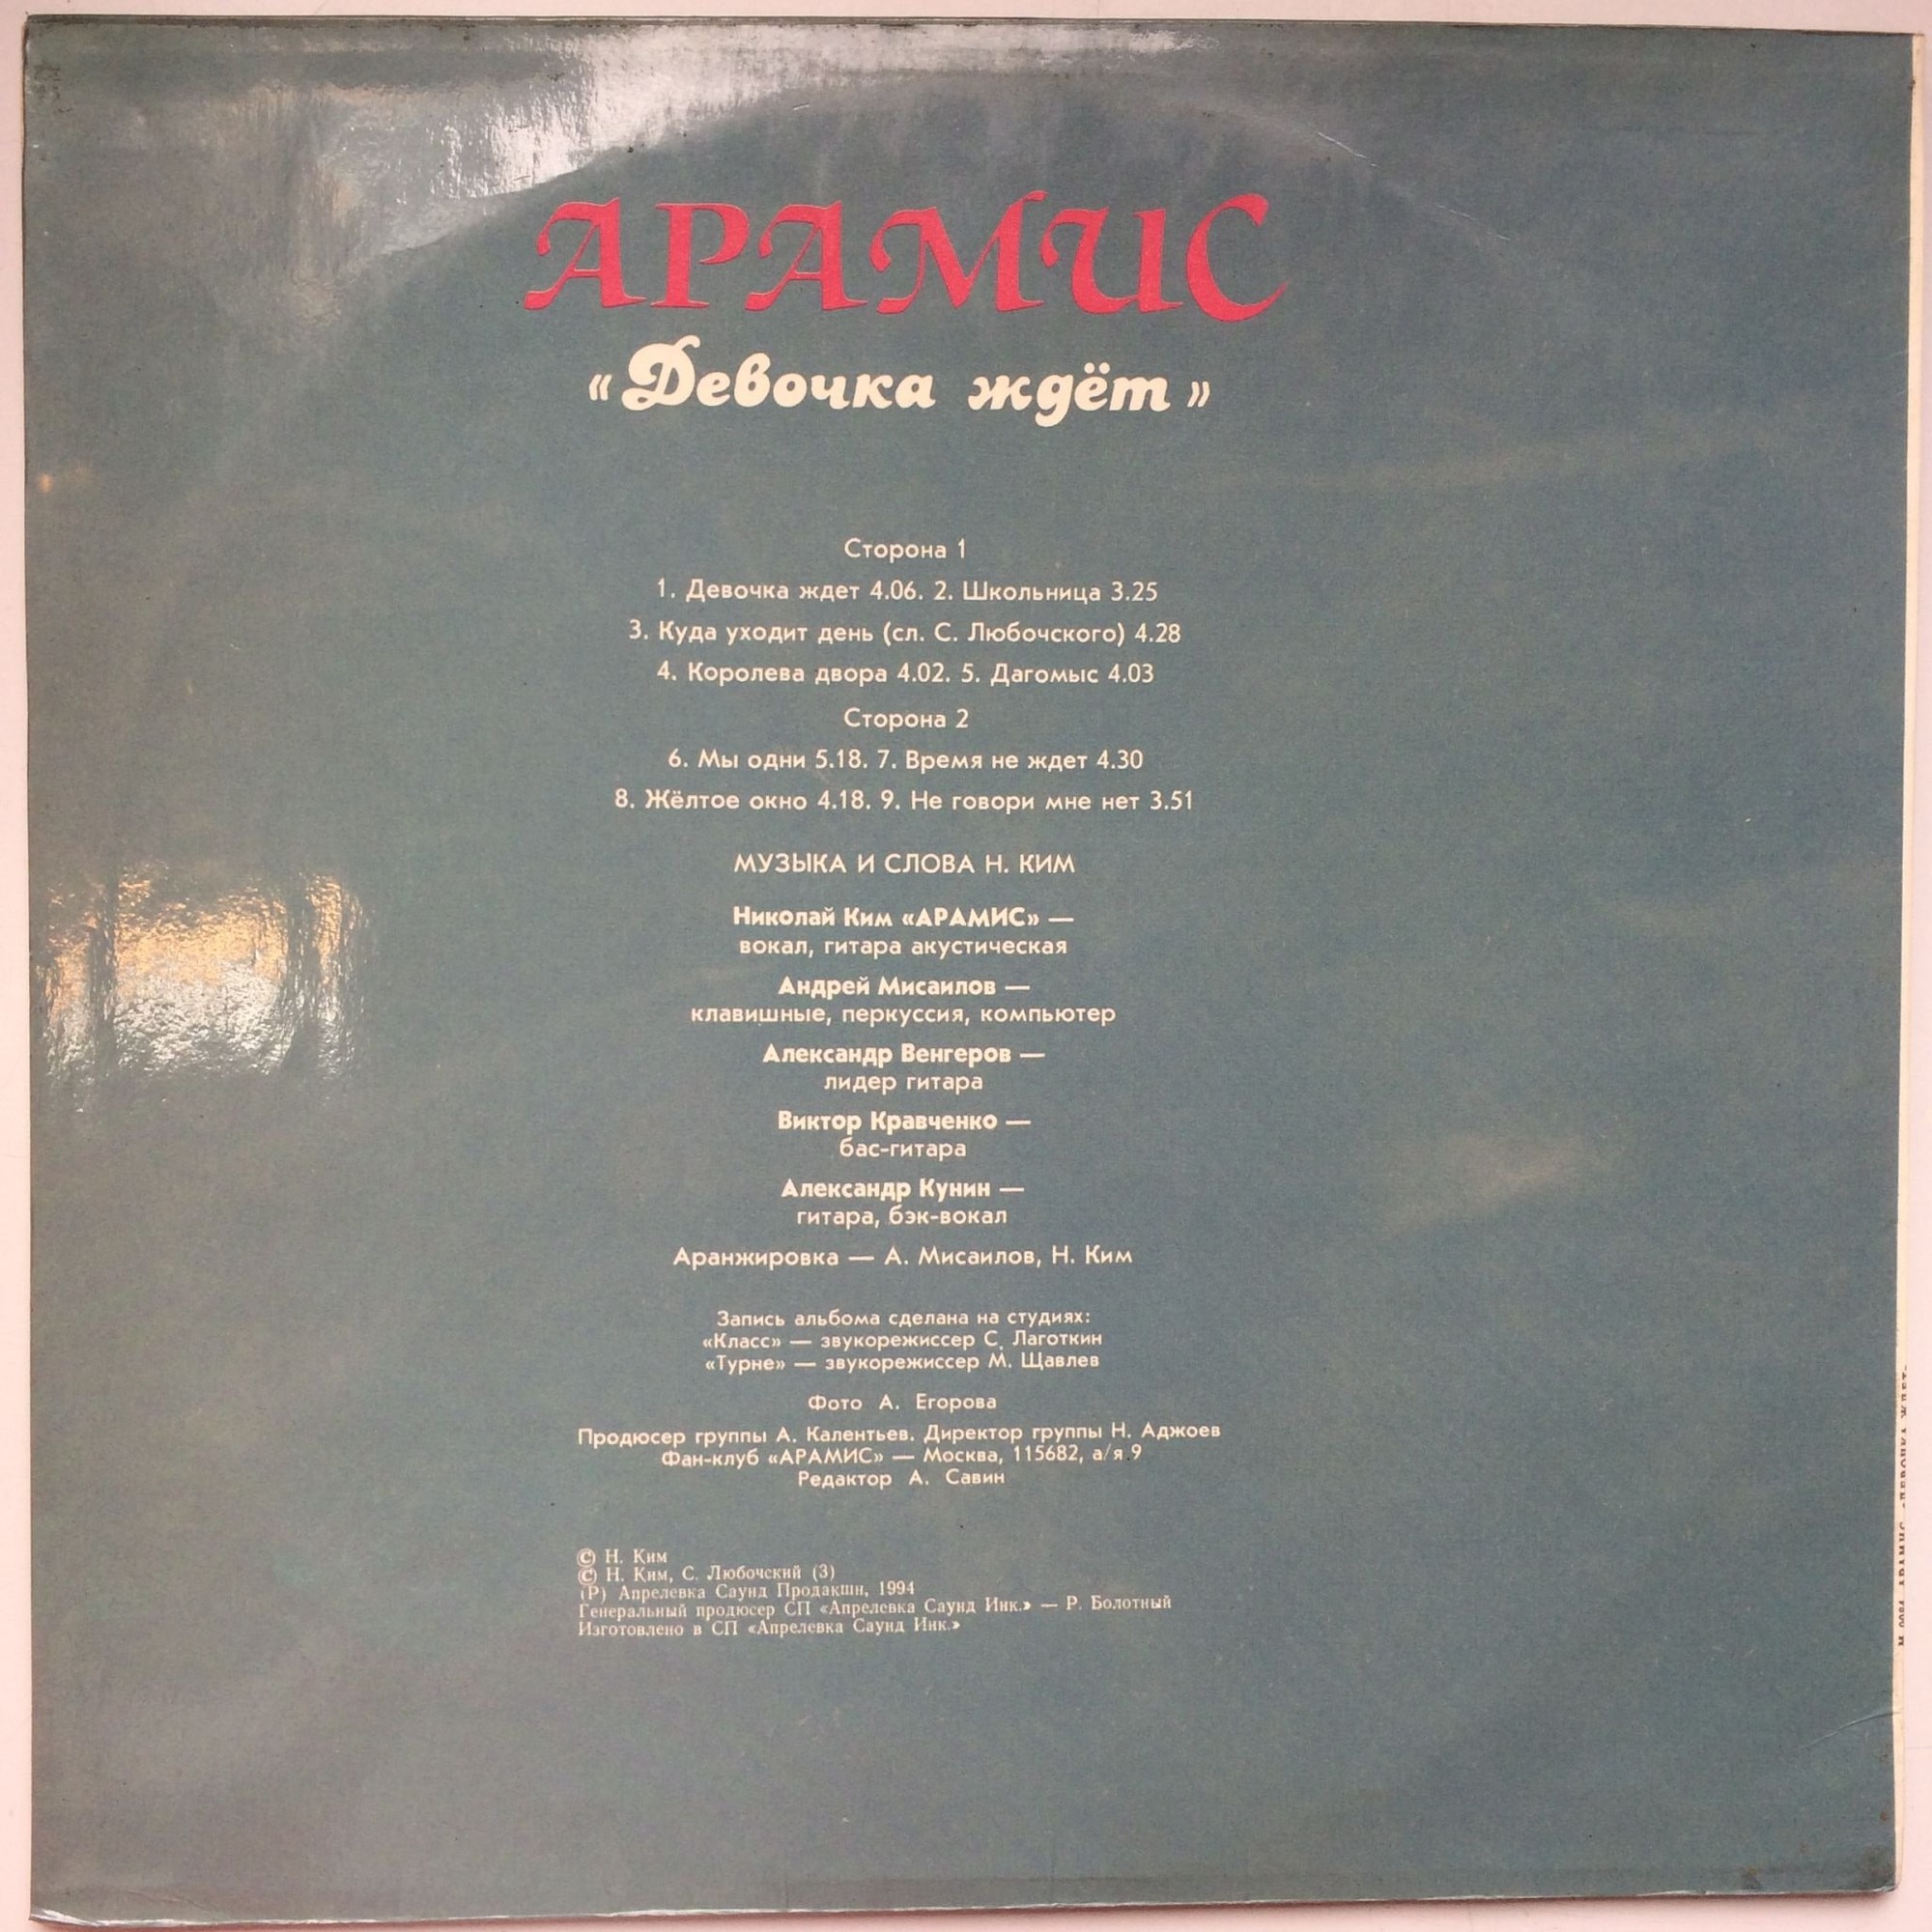 АРАМИС
«Девочка ждёт»
Сторона 1
1. Девочка ждет 4.06. 2. Школьница 3.25
3. Куда уходит день (сл. С. Любочского) 4.28
4. Королева двора 4.02. 5. Дагомыс 4.03
Сторона 2
6. Мы одни 5.18. 7. Время не ждет 4.30
8. Жёлтое окно 4.18. 9. Не говори мне нет 3.51
МУЗЫКА И СЛОВА Н. КИМ
Николай Ким «АРАМИС» —
вокал, гитара акустическая
Андрей Мисаилов —
клавишные, перкуссия, компьютер
Александр Венгеров —
лидер гитара
Виктор Кравченко —
бас-гитара
Александр Кунин —
гитара, бэк-вокал
Аранжировка — А. Мисаилов, Н. Ким
Запись альбома сделана на студиях:
«Класс» — звукорежиссер С. Лаготкин
«Турне» — звукорежиссер М. Щавлев
Фото А. Егорова
Продюсер группы А. Калентьев. Директор группы Н. Аджоев
Фан-клуб «АРАМИС» — Москва, 115682, а/я 9
Редактор А. Савин
© Н. Ким
© Н. Ким, С. Любочский (3)
(P) Апрелевка Саунд Продакшн, 1994
Генеральный продюсер СП «Апрелевка Саунд Инк.» — Р. Болотный
Изготовлено в СП «Апрелевка Саунд Инк.»
АРАМИС «ДЕВОЧКА ЖДЕТ»